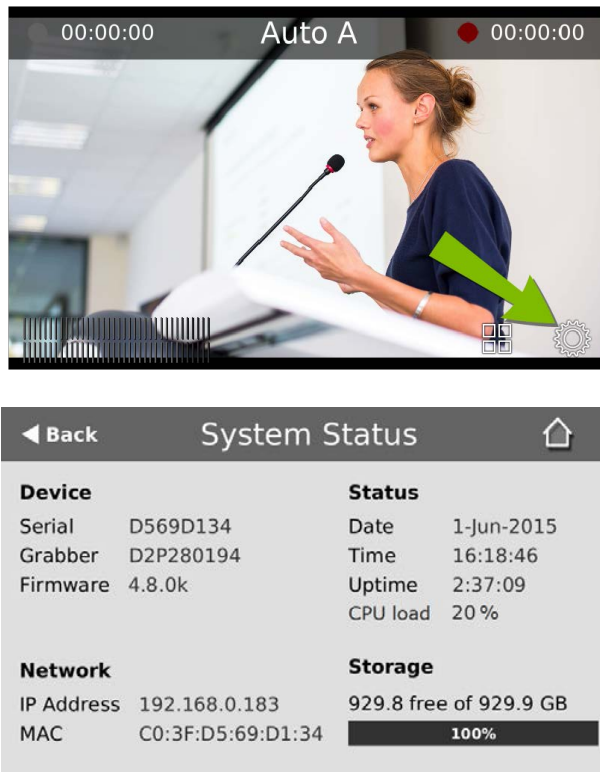 00:00:00 Auto A 00:00:00
Back System Status
Device
Serial D569D134
Grabber D2P280194
Firmware 4.8.0k
Status
Date 1-Jun-2015
Time 16:18:46
Uptime 2:37:09
CPU load 20 %
Network
IP Address 192.168.0.183
MAC C0:3F:D5:69:D1:34
Storage
929.8 free of 929.9 GB
100%